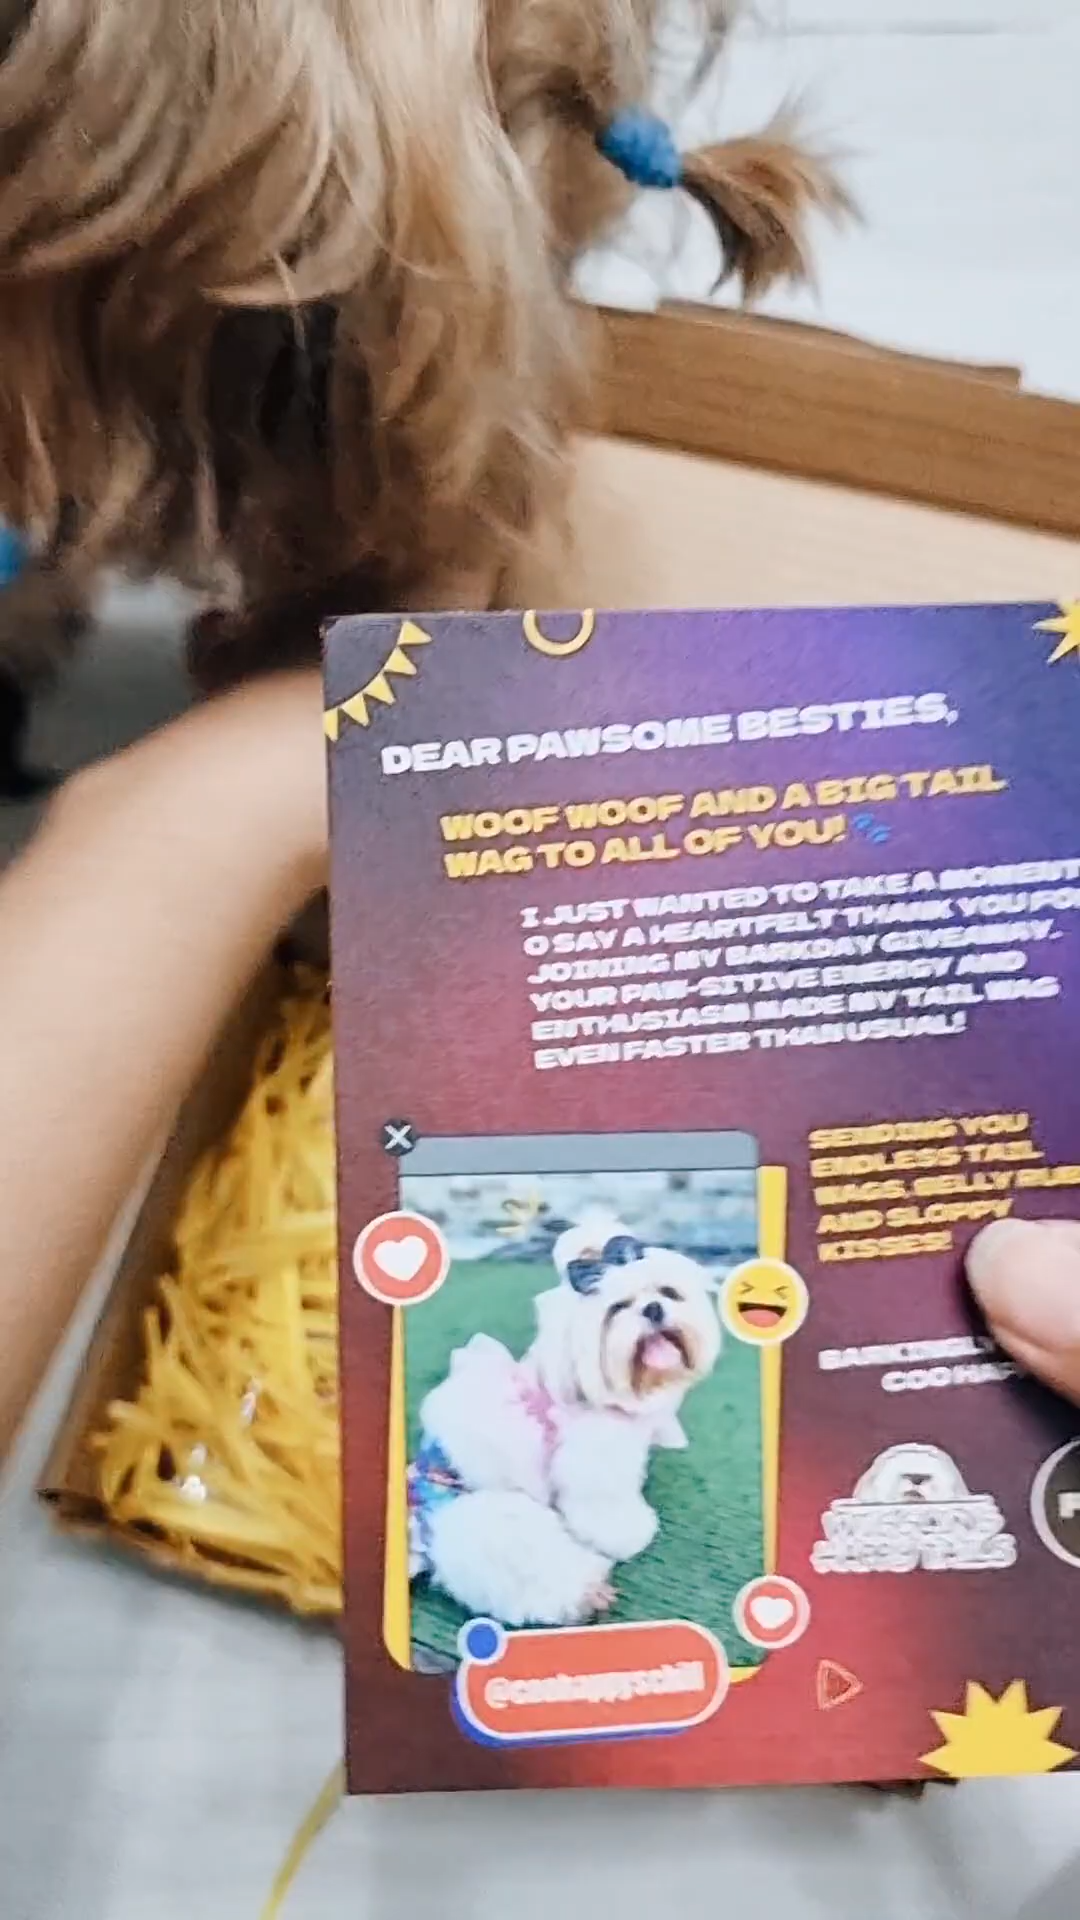 DEAR PAWSOME BESTIES,
WOOF WOOF AND A BIG TAIL
WAG TO ALL OF YOU!
I JUST WANTED TO TAKE A MOMENT
O SAY A HEARTFELT THANK YOU FO
JOINING MY BARKDAY GIVEAWAY.
YOUR PAW-SITIVE ENERGY AND
ENTHUSIASM MADE MY TAIL WAG
EVEN FASTER THAN USUAL!
SENDING YOU
ENDLESS TAIL
WAGS, BELLY RUB
AND SLOPPY
KISSES!